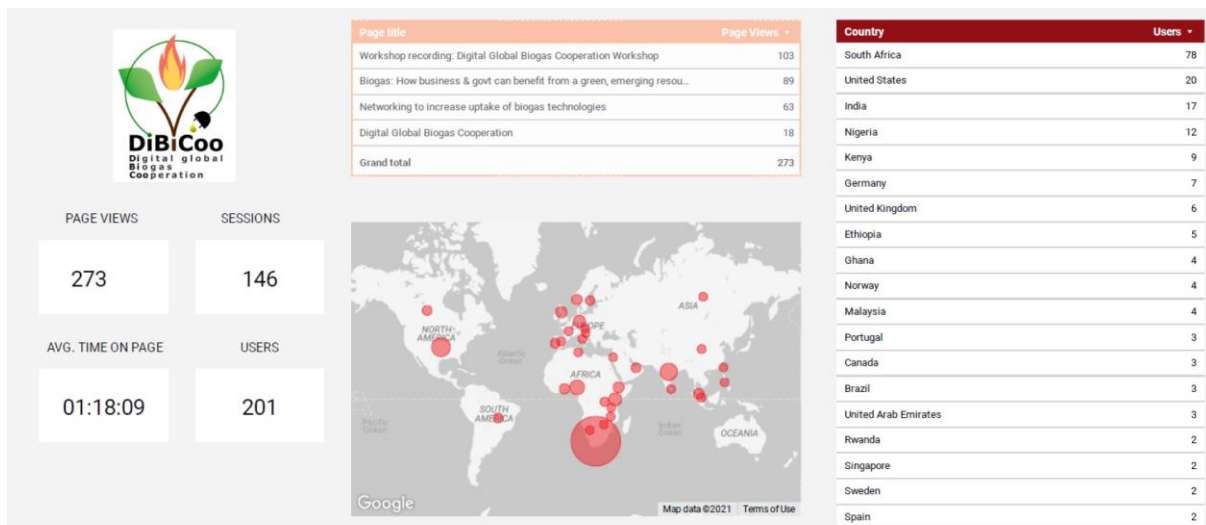 DiBiCoo
Digital global
Biogas
Cooperation
PAGE VIEWS
273
SESSIONS
146
AVG. TIME ON PAGE
01:18:09
USERS
201
Page title Page Views
Workshop recording: Digital Global Biogas Cooperation Workshop 103
Biogas: How business & govt can benefit from a green, emerging resou... 89
Networking to increase uptake of biogas technologies 63
Digital Global Biogas Cooperation 18
Grand total 273
NORTH
AMERICA
Atlantic
Ocean
ASIA
AFRICA
SOUTH
AMERICA
Pacific
Ocean
Indian
Ocean
OCEANIA
Google
Map data ©2021 Terms of Use
Country Users
South Africa 78
United States 20
India 17
Nigeria 12
Kenya 9
Germany 7
United Kingdom 6
Ethiopia 5
Ghana 4
Norway 4
Malaysia 4
Portugal 3
Canada 3
Brazil 3
United Arab Emirates 3
Rwanda 2
Singapore 2
Sweden 2
Spain 2